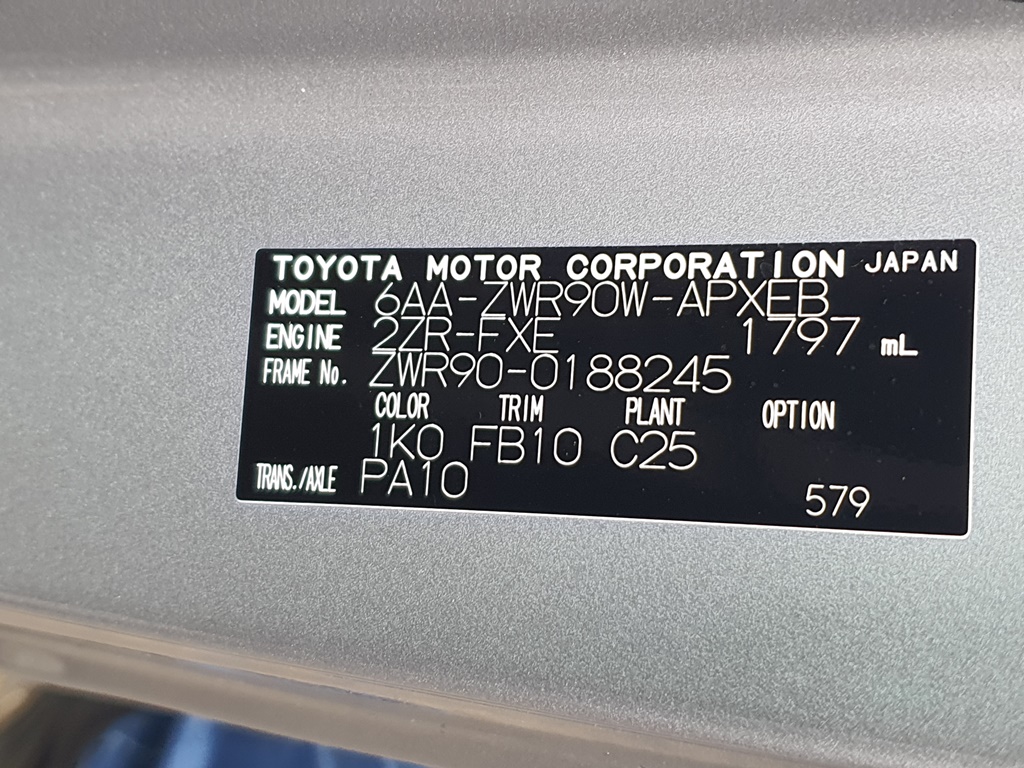 TOYOTA MOTOR CORPORATION JAPAN
MODEL 6AA-ZWR90W-APXEB
ENGINE 2ZR-FXE 1797 mL
FRAME No. ZWR90-0188245
COLOR TRIM PLANT OPTION
1K0 FB10 C25
TRANS./AXLE PA10
579